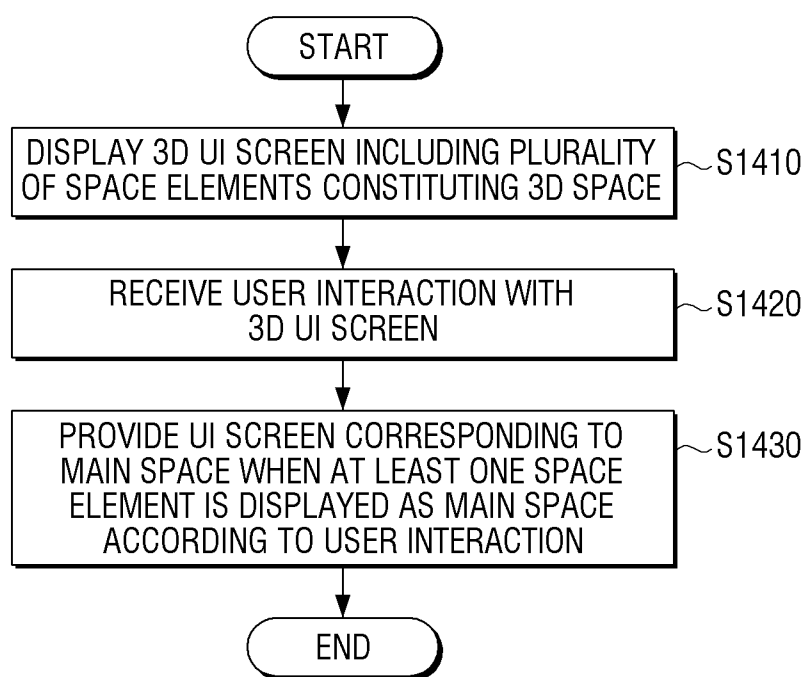 START
DISPLAY 3D UI SCREEN INCLUDING PLURALITY
OF SPACE ELEMENTS CONSTITUTING 3D SPACE
S1410
RECEIVE USER INTERACTION WITH
3D UI SCREEN
S1420
PROVIDE UI SCREEN CORRESPONDING TO
MAIN SPACE WHEN AT LEAST ONE SPACE
ELEMENT IS DISPLAYED AS MAIN SPACE
ACCORDING TO USER INTERACTION
S1430
END